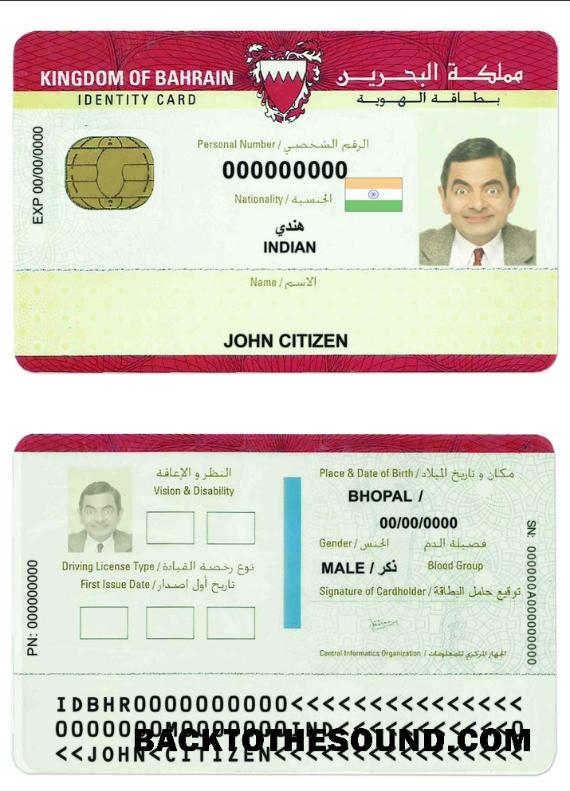 KINGDOM OF BAHRAIN مملكة البحرين
IDENTITY CARD بطاقة الهوية
EXP 00/00/0000
Personal Number / الرقم الشخصي
000000000
Nationality / الجنسية
هندي
INDIAN
Name / الاسم
JOHN CITIZEN
النظر و الإعاقة
Vision & Disability
Driving License Type / نوع رخصة القيادة
First Issue Date / تاريخ أول اصدار
PN: 000000000
Place & Date of Birth / مكان و تاريخ الميلاد
BHOPAL /
00/00/0000
Gender / الجنس فصيلة الدم
MALE / نكر Blood Group
Signature of Cardholder / توقيع حامل البطاقة
Central Informatics Organization / الجهاز المركزي للمعلومات
SN: 000000A0000000000
IDBHR0000000000<<<<<<<<<<<<<<<
BACKTOTHESOUND.COM
<<JOHN<CITIZEN<<<<<<<<<<<<<<<<